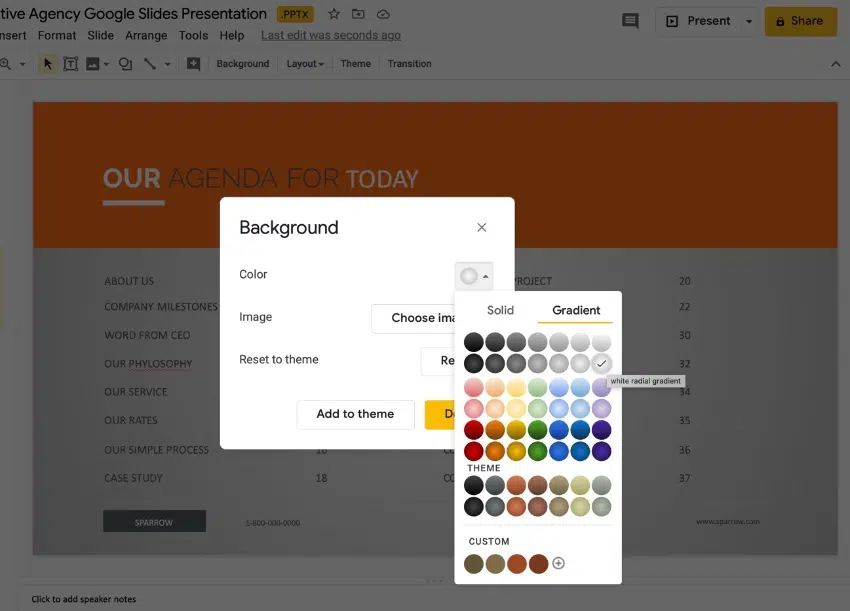 tive Agency Google Slides Presentation .PPTX
Present
Share
nsert Format Slide Arrange Tools Help Last edit was seconds ago
Background Layout Theme Transition
OUR AGENDA FOR TODAY
Background
Color
Image
Choose ima
Reset to theme
Re
Add to theme
D
Solid Gradient
white radial gradient
THEME
CUSTOM
ABOUT US
PROJECT 20
COMPANY MILESTONES
22
WORD FROM CEO
30
OUR PHYLOSOPHY
32
OUR SERVICE
34
OUR RATES
35
OUR SIMPLE PROCESS 16 CO
36
CASE STUDY 18 CO
37
SPARROW
1-800-000-0000
www.sparrow.com
Click to add speaker notes